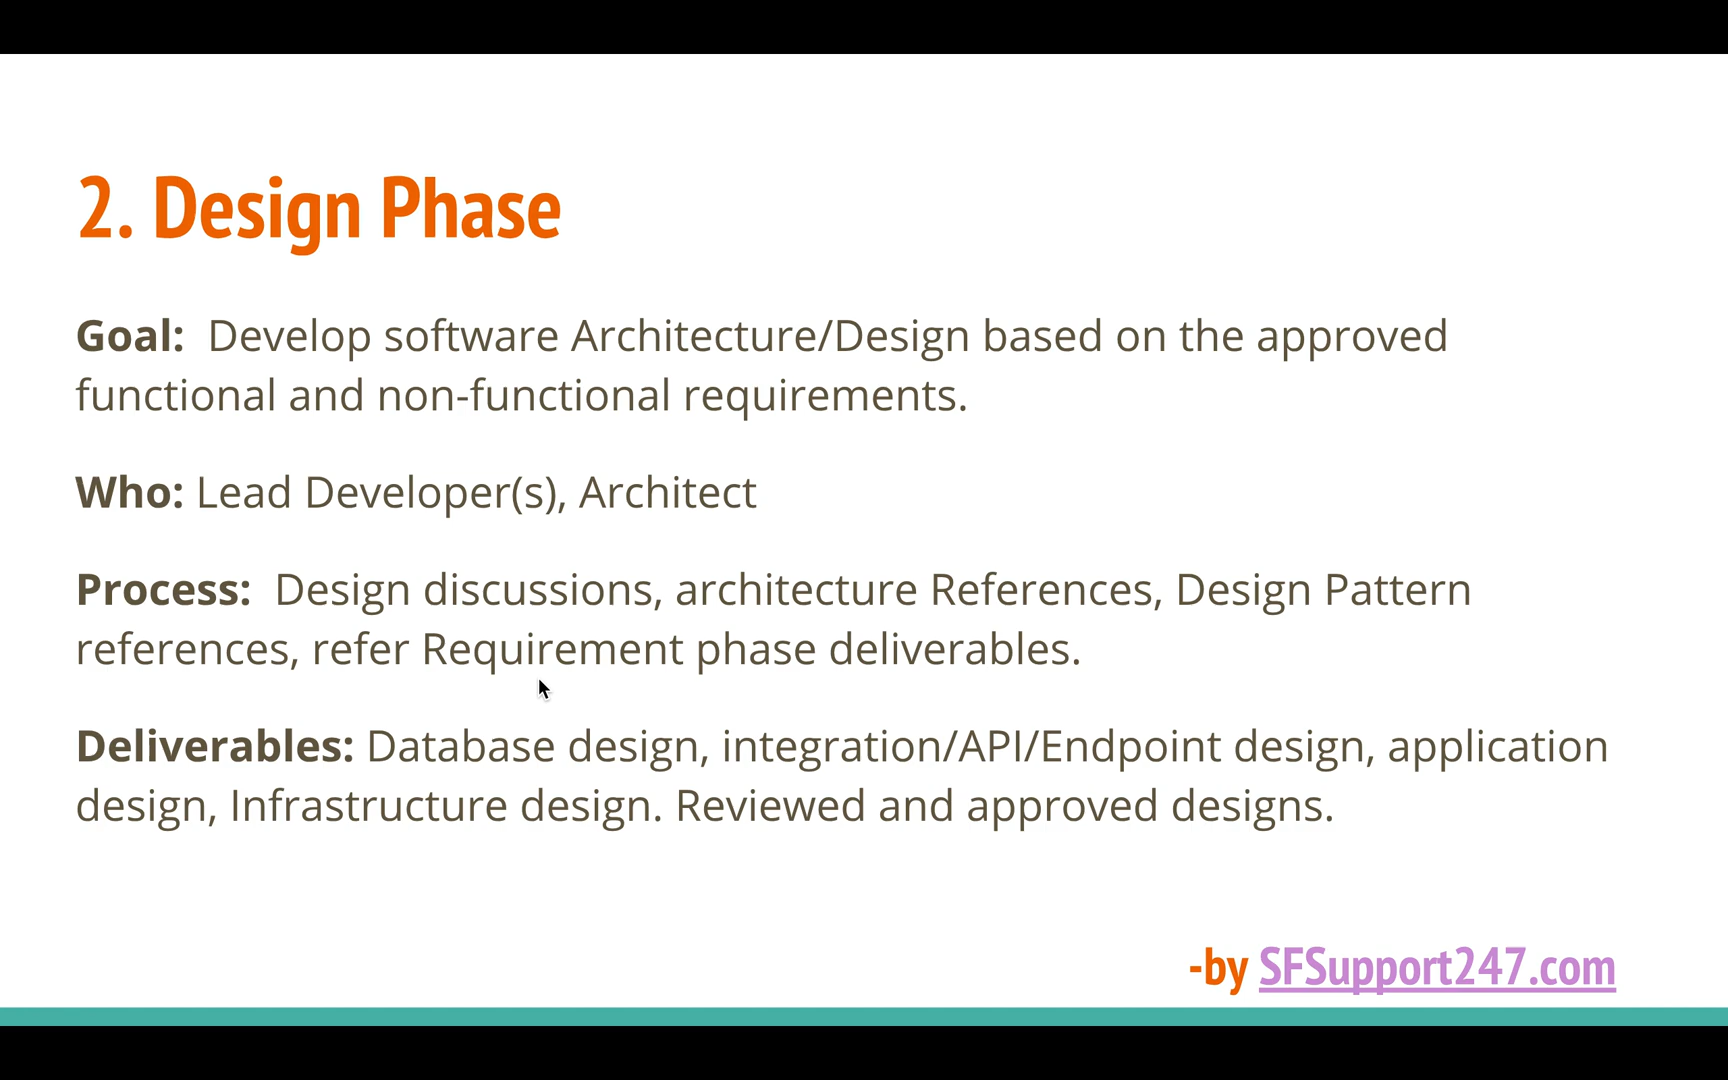 2. Design Phase
Goal:  Develop software Architecture/Design based on the approved
functional and non-functional requirements.
Who: Lead Developer(s), Architect
Process:  Design discussions, architecture References, Design Pattern
references, refer Requirement phase deliverables.
Deliverables: Database design, integration/API/Endpoint design, application
design, Infrastructure design. Reviewed and approved designs.
-by SFSupport247.com